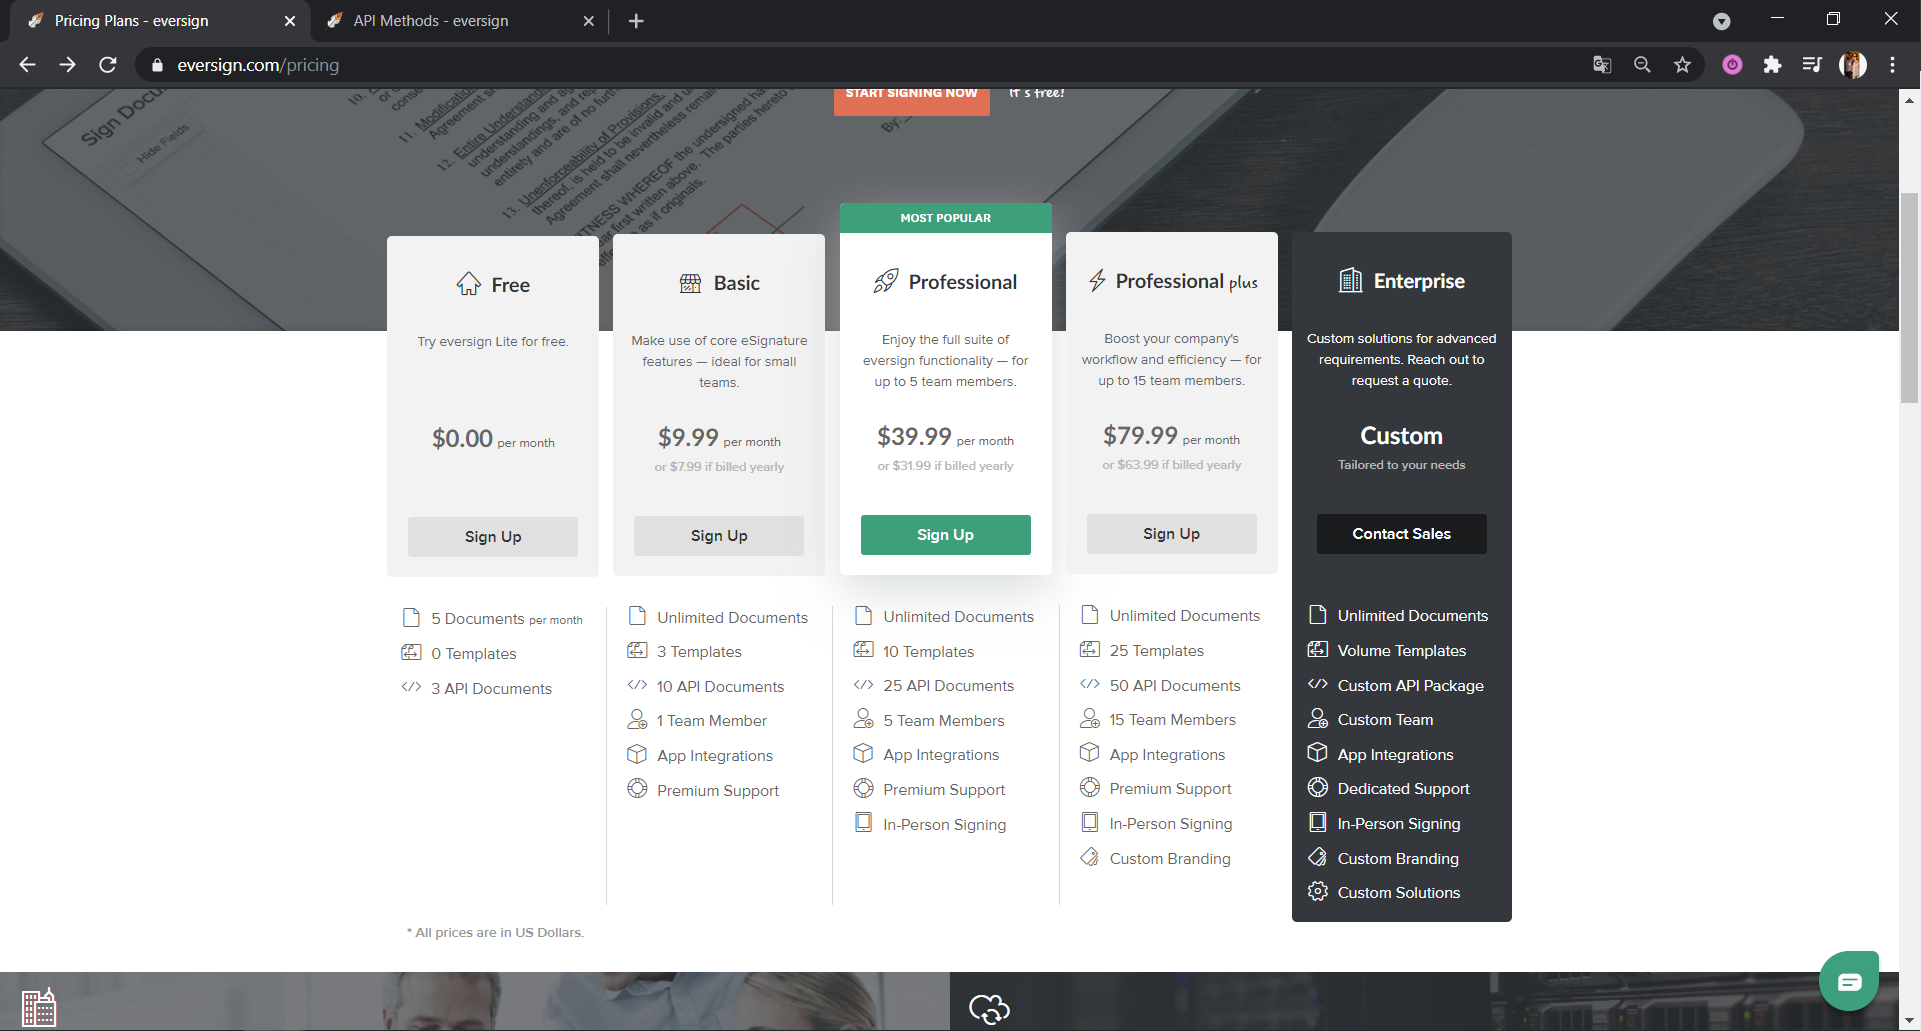 Pricing Plans - eversign
API Methods - eversign
eversign.com/pricing
START SIGNING NOW
It's free!
Sign Docu
Hide Fields
MOST POPULAR
Free
Try eversign Lite for free.
$0.00 per month
Sign Up
5 Documents per month
0 Templates
3 API Documents
Basic
Make use of core eSignature
features — ideal for small
teams.
$9.99 per month
or $7.99 if billed yearly
Sign Up
Unlimited Documents
3 Templates
10 API Documents
1 Team Member
App Integrations
Premium Support
Professional
Enjoy the full suite of
eversign functionality — for
up to 5 team members.
$39.99 per month
or $31.99 if billed yearly
Sign Up
Unlimited Documents
10 Templates
25 API Documents
5 Team Members
App Integrations
Premium Support
In-Person Signing
Professional plus
Boost your company's
workflow and efficiency — for
up to 15 team members.
$79.99 per month
or $63.99 if billed yearly
Sign Up
Unlimited Documents
25 Templates
50 API Documents
15 Team Members
App Integrations
Premium Support
In-Person Signing
Custom Branding
Enterprise
Custom solutions for advanced
requirements. Reach out to
request a quote.
Custom
Tailored to your needs
Contact Sales
Unlimited Documents
Volume Templates
Custom API Package
Custom Team
App Integrations
Dedicated Support
In-Person Signing
Custom Branding
Custom Solutions
* All prices are in US Dollars.